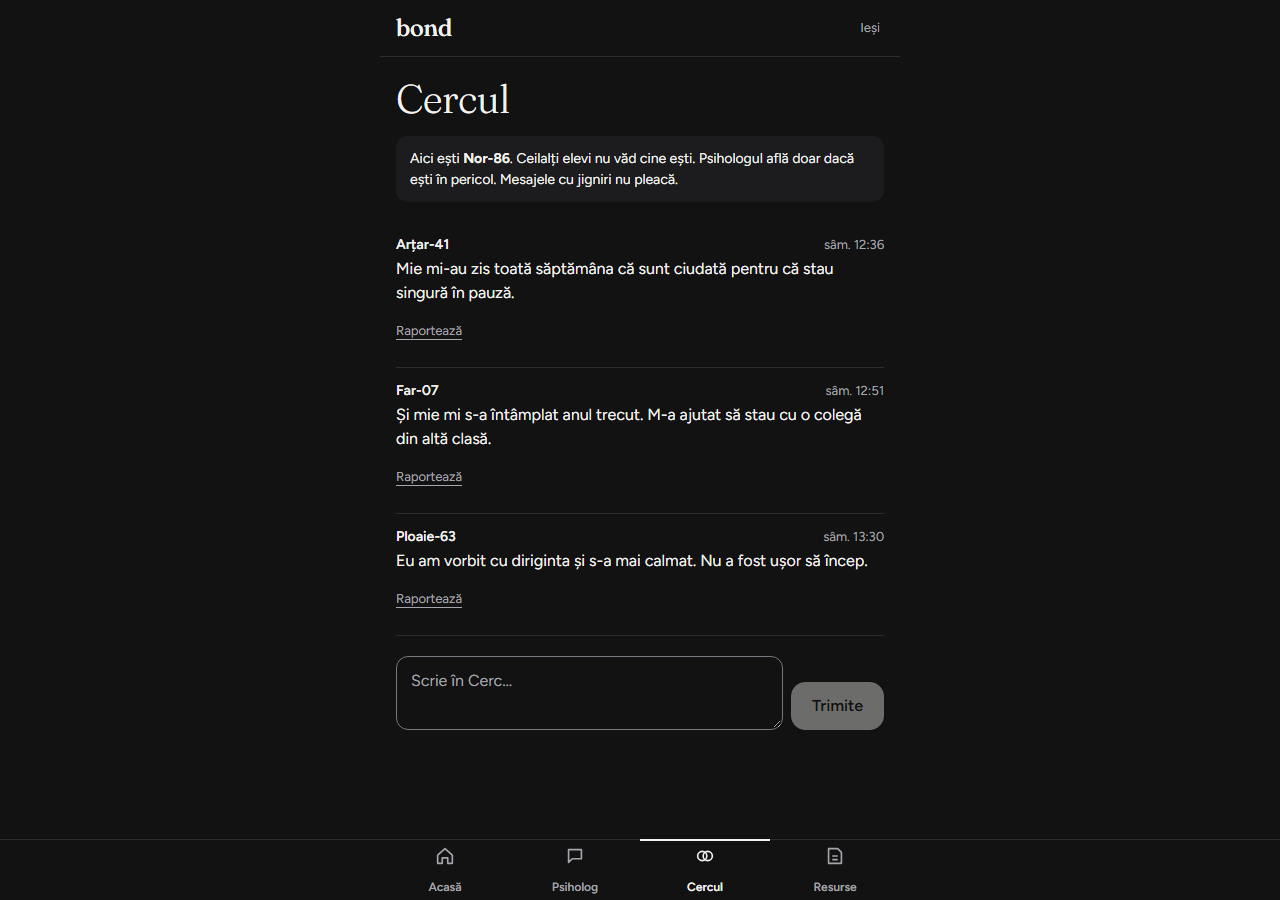 bond
Ieși
Cercul
Aici ești Nor-86. Ceilalți elevi nu văd cine ești. Psihologul află doar dacă
ești în pericol. Mesajele cu jigniri nu pleacă.
Arțar-41
sâm. 12:36
Mie mi-au zis toată săptămâna că sunt ciudată pentru că stau
singură în pauză.
Raportează
Far-07
sâm. 12:51
Și mie mi s-a întâmplat anul trecut. M-a ajutat să stau cu o colegă
din altă clasă.
Raportează
Ploaie-63
sâm. 13:30
Eu am vorbit cu diriginta și s-a mai calmat. Nu a fost ușor să încep.
Raportează
Scrie în Cerc...
Trimite
Acasă
Psiholog
Cercul
Resurse